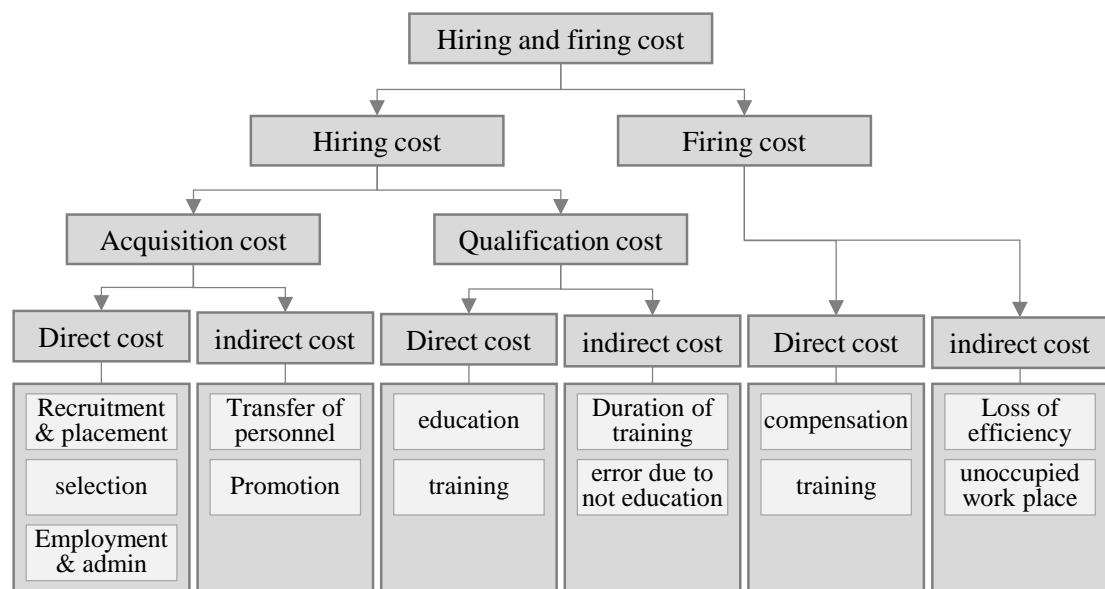 Hiring and firing cost
Hiring cost
Firing cost
Acquisition cost
Qualification cost
Direct cost
indirect cost
Direct cost
indirect cost
Direct cost
indirect cost
Recruitment
& placement
selection
Employment
& admin
Transfer of
personnel
Promotion
education
training
Duration of
training
error due to
not education
compensation
training
Loss of
efficiency
unoccupied
work place